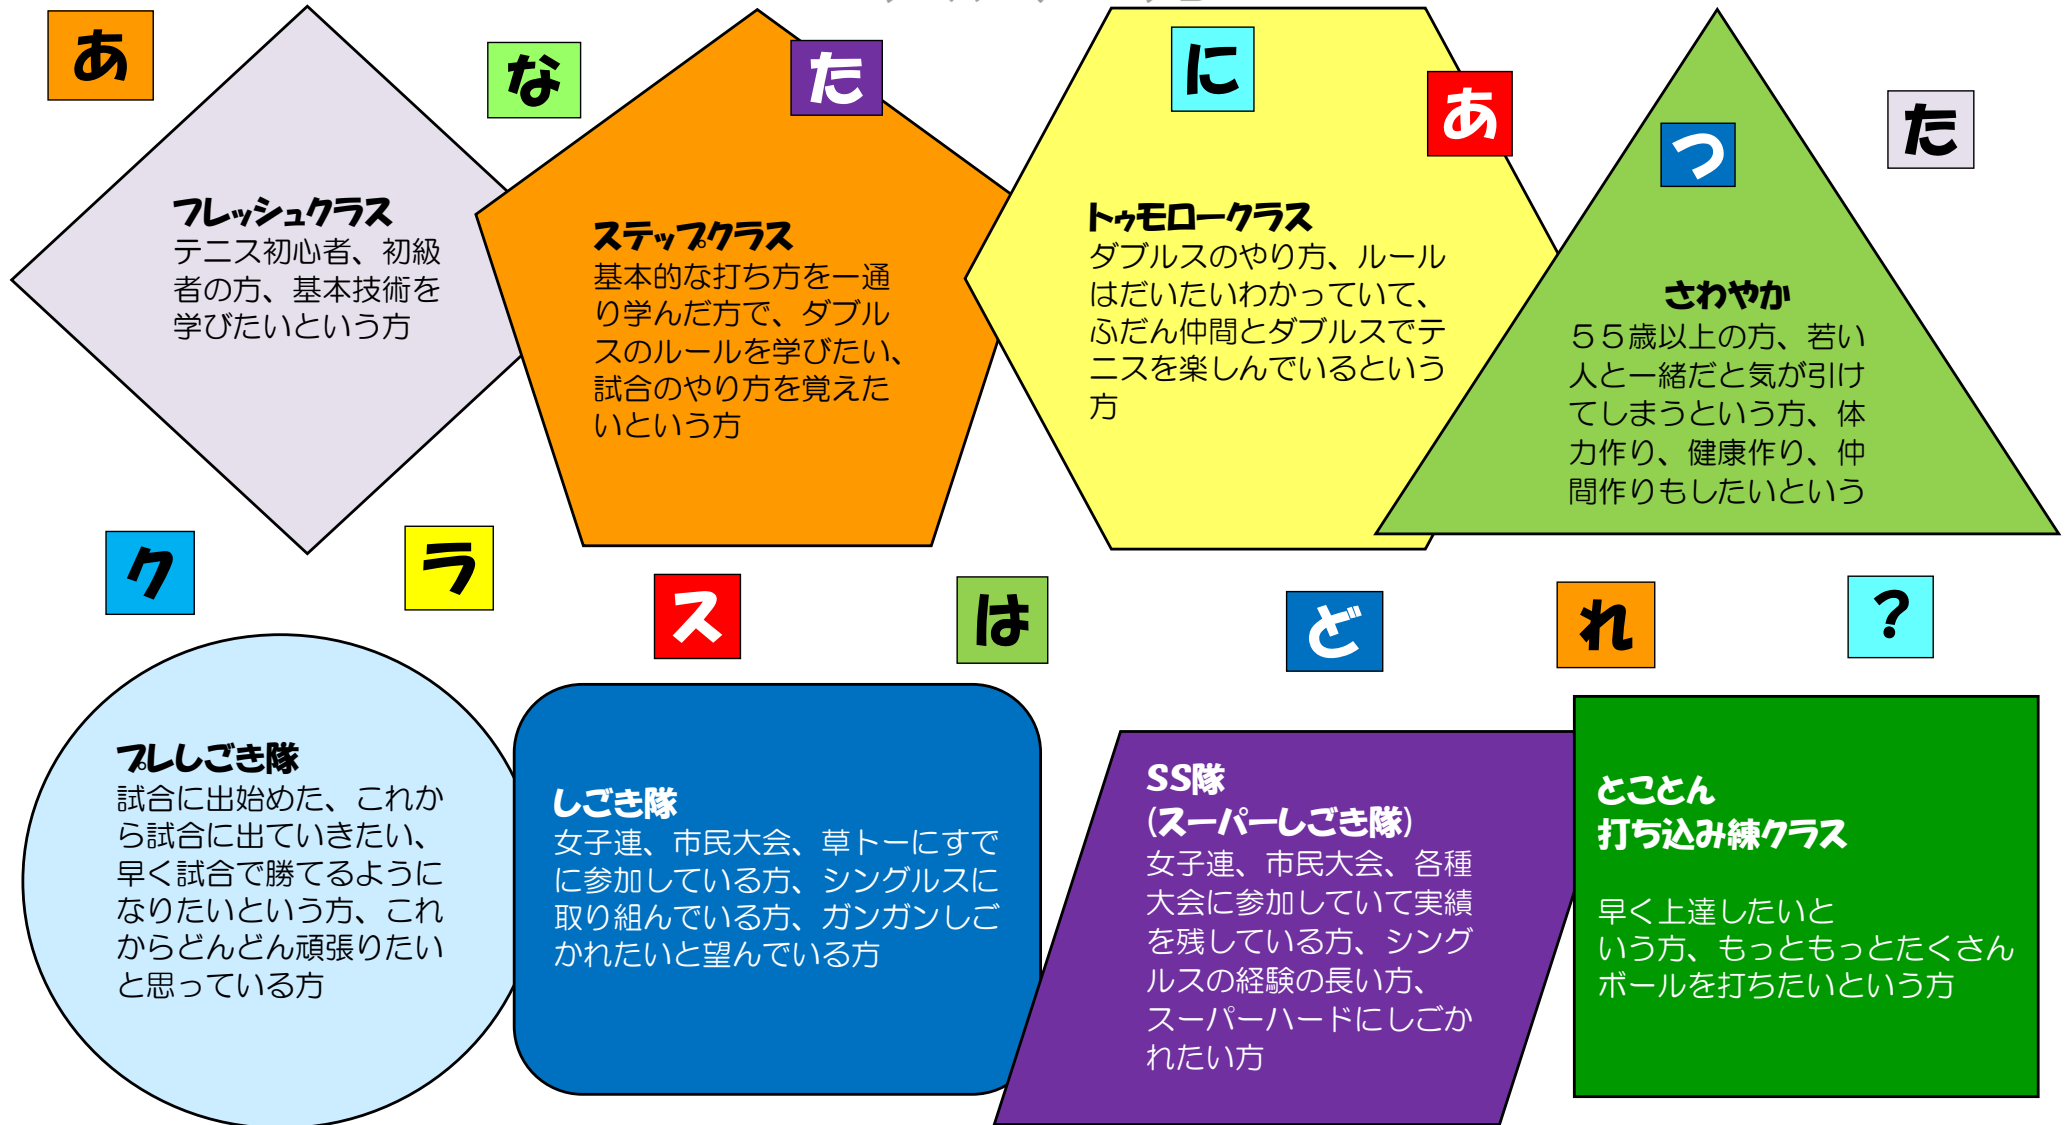 あなたにあった
フレッシュクラス
テニス初心者、初級
者の方、基本技術を
学びたいという方
ステップクラス
基本的な打ち方を一通
り学んだ方で、ダブル
スのルールを学びたい、
試合のやり方を覚えた
いという方
トゥモロークラス
ダブルスのやり方、ルール
はだいたいわかっていて、
ふだん仲間とダブルスでテ
ニスを楽しんでいるという
方
さわやか
５５歳以上の方、若い
人と一緒だと気が引け
てしまうという方、体
力作り、健康作り、仲
間作りもしたいという
クラスはどれ？
プレしごき隊
試合に出始めた、これか
ら試合に出ていきたい、
早く試合で勝てるように
なりたいという方、これ
からどんどん頑張りたい
と思っている方
しごき隊
女子連、市民大会、草トーにすで
に参加している方、シングルスに
取り組んでいる方、ガンガンしご
かれたいと望んでいる方
SS隊
(スーパーしごき隊)
女子連、市民大会、各種
大会に参加していて実績
を残している方、シング
ルスの経験の長い方、
スーパーハードにしごか
れたい方
とことん
打ち込み練クラス
早く上達したいと
いう方、もっともっとたくさん
ボールを打ちたいという方